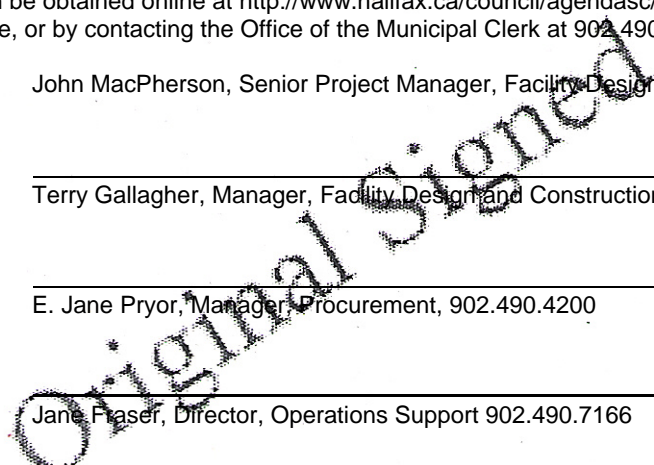 be obtained online at http://www.halifax.ca/council/agendasc/
e, or by contacting the Office of the Municipal Clerk at 902.490
John MacPherson, Senior Project Manager, Facility Design
Terry Gallagher, Manager, Facility Design and Construction
E. Jane Pryor, Manager, Procurement, 902.490.4200
Jane Fraser, Director, Operations Support 902.490.7166
Original Signed